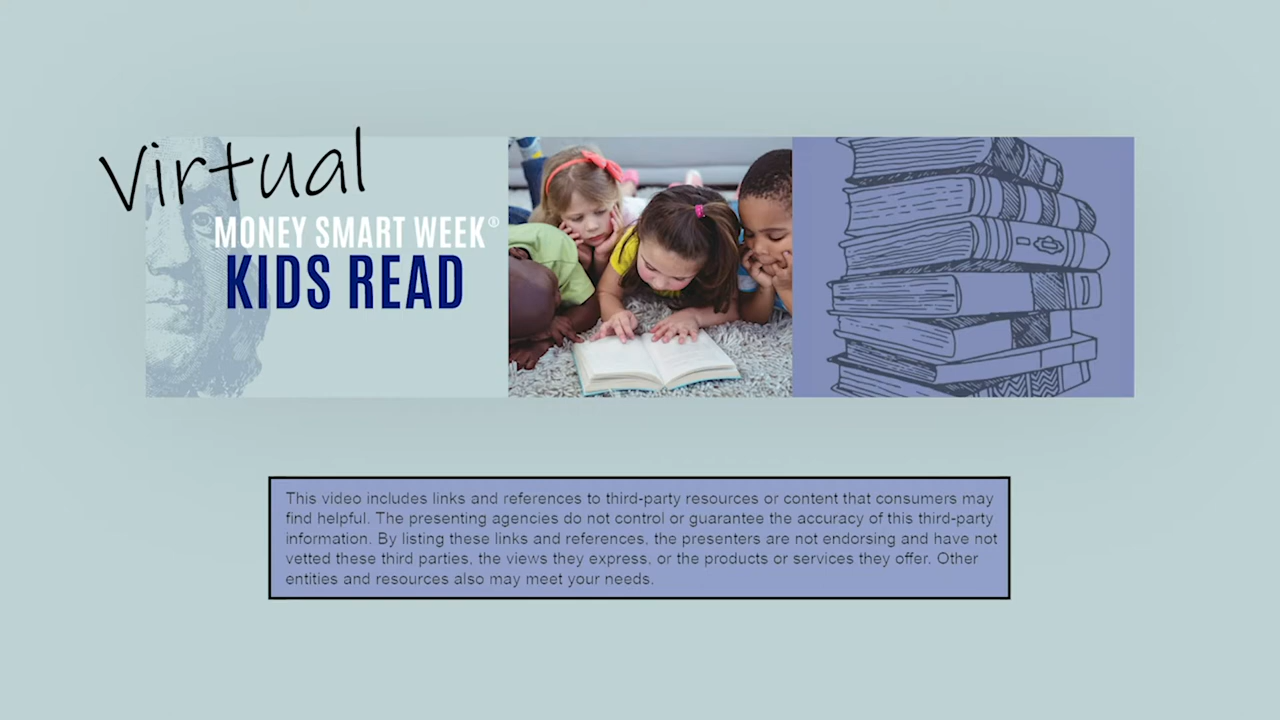 Virtual
MONEY SMART WEEK®
KIDS READ
This video includes links and references to third-party resources or content that consumers may
find helpful. The presenting agencies do not control or guarantee the accuracy of this third-party
information. By listing these links and references, the presenters are not endorsing and have not
vetted these third parties, the views they express, or the products or services they offer. Other
entities and resources also may meet your needs.